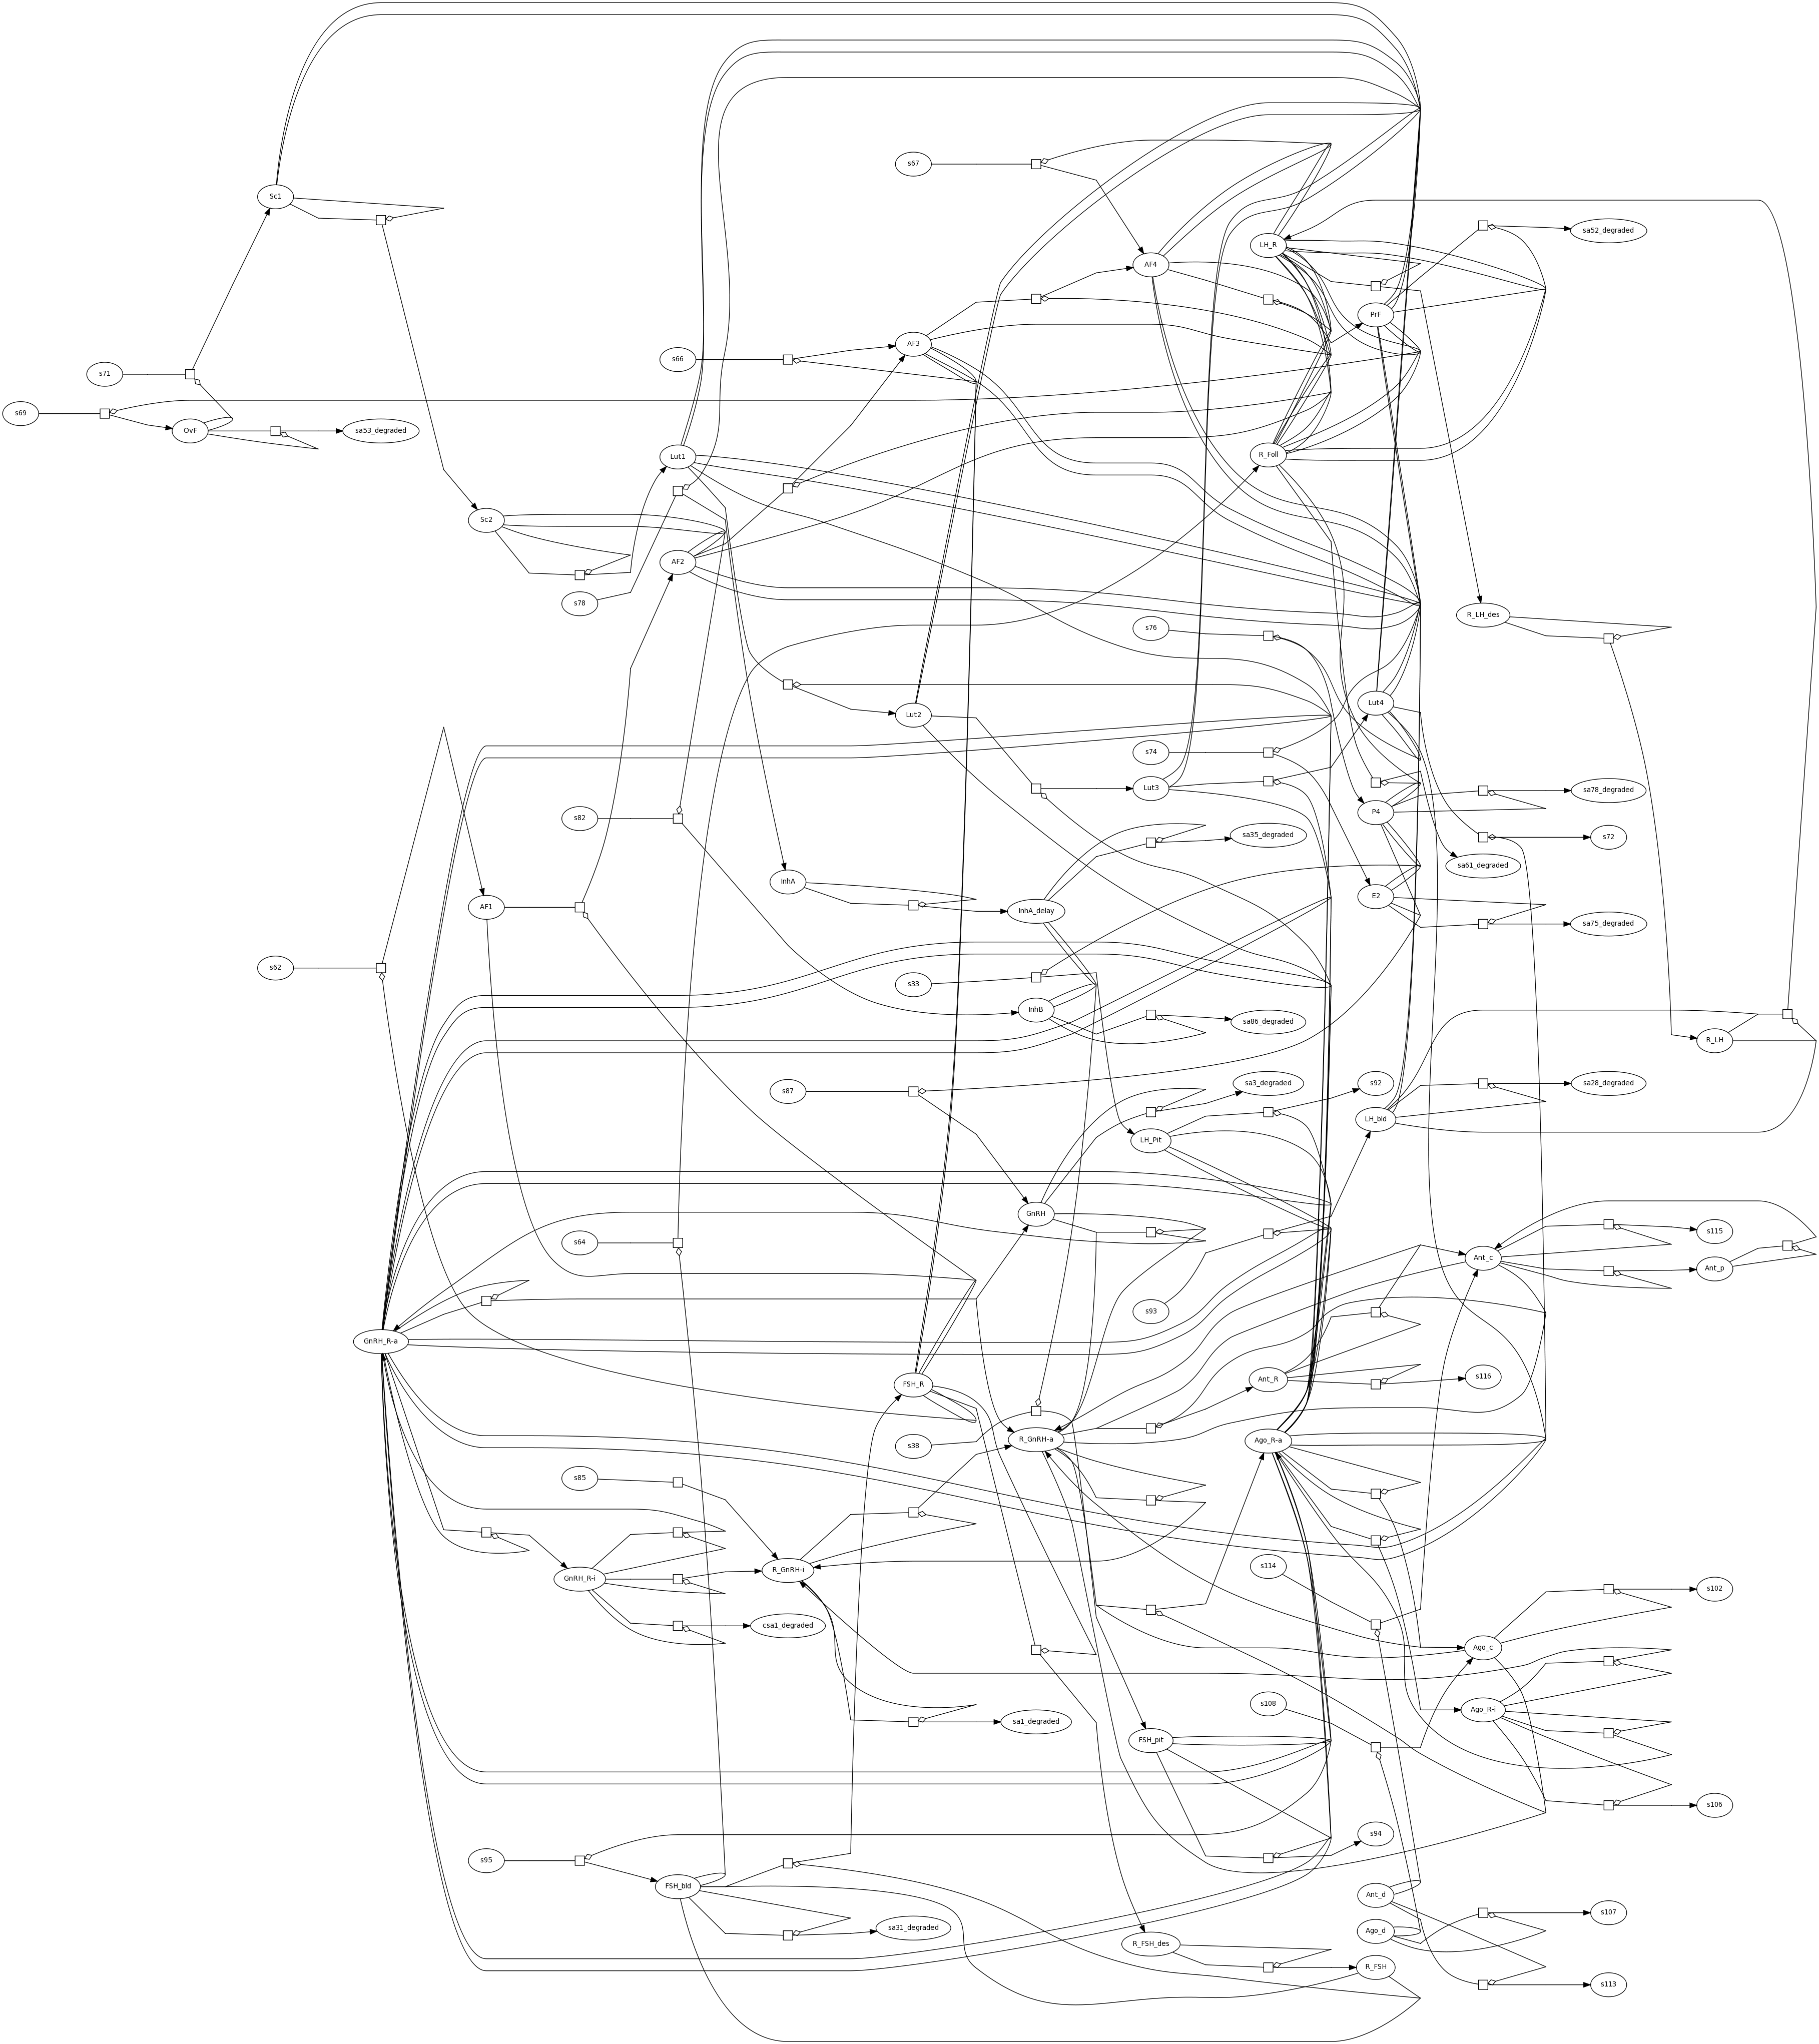 s67
Sc1
sa52_degraded
LH_R
AF4
PrF
AF3
s66
s71
s69
OvF
sa53_degraded
Lut1
R_Foll
Sc2
AF2
s78
R_LH_des
s76
Lut4
Lut2
s74
Lut3
sa78_degraded
P4
s82
sa35_degraded
s72
sa61_degraded
InhA
E2
AF1
InhA_delay
sa75_degraded
s62
s33
InhB
sa86_degraded
R_LH
s87
sa3_degraded
s92
sa28_degraded
LH_bld
LH_Pit
GnRH
s64
s115
Ant_c
Ant_p
s93
GnRH_R-a
FSH_R
Ant_R
s116
s38
R_GnRH-a
Ago_R-a
s85
s114
R_GnRH-i
GnRH_R-i
s102
csa1_degraded
Ago_c
s108
Ago_R-i
sa1_degraded
FSH_pit
s106
s94
s95
FSH_bld
Ant_d
s107
sa31_degraded
Ago_d
R_FSH_des
R_FSH
s113